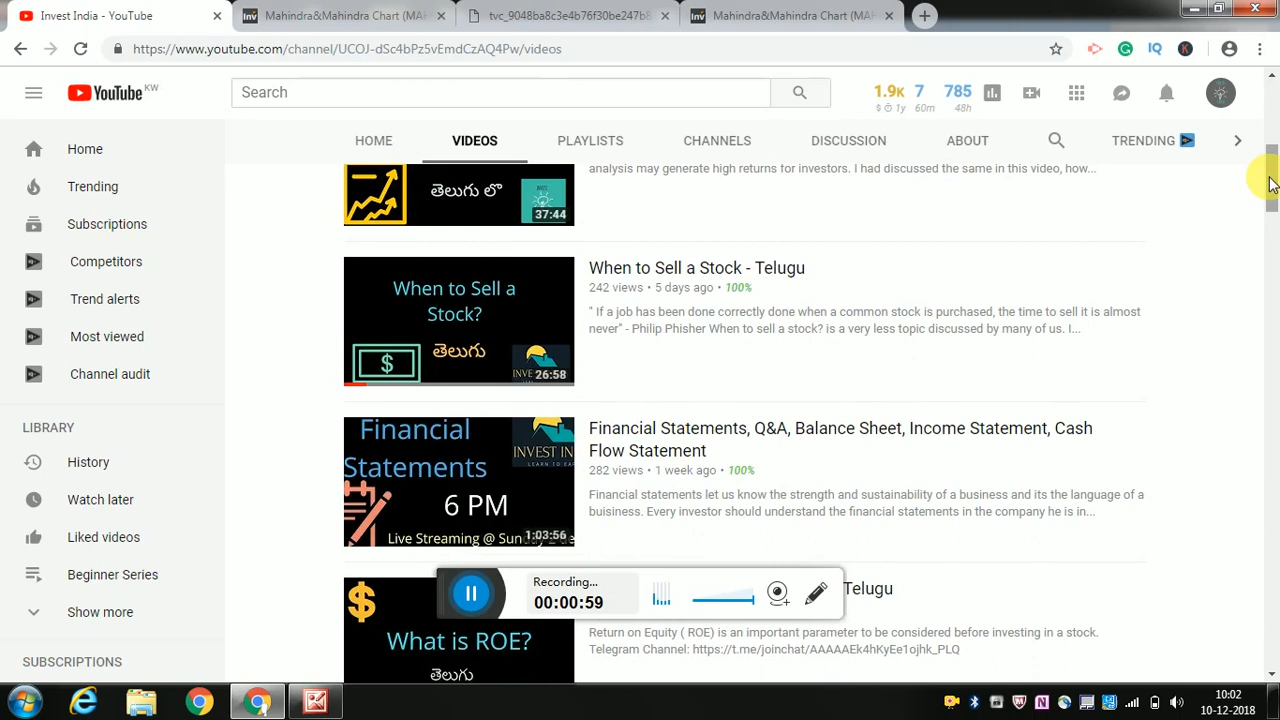 Invest India - YouTube
Mahindra&Mahindra Chart (MAH
Mahindra&Mahindra Chart (MAH
https://www.youtube.com/channel/UCOJ-dSc4bPz5vEmdCzAQ4Pw/videos
YouTube KW
Search
1.9K 7 785
1y 60m 48h
HOME VIDEOS PLAYLISTS CHANNELS DISCUSSION ABOUT TRENDING
Home
Trending
Subscriptions
Competitors
Trend alerts
Most viewed
Channel audit
LIBRARY
History
Watch later
Liked videos
Beginner Series
Show more
SUBSCRIPTIONS
తెలుగు లో
37:44
analysis may generate high returns for investors. I had discussed the same in this video, how...
When to Sell a
Stock?
తెలుగు
26:58
When to Sell a Stock - Telugu
242 views • 5 days ago • 100%
" If a job has been done correctly done when a common stock is purchased, the time to sell it is almost
never" - Philip Phisher When to sell a stock? is a very less topic discussed by many of us. I...
Financial
Statements
6 PM
1:03:56
Financial Statements, Q&A, Balance Sheet, Income Statement, Cash
Flow Statement
282 views • 1 week ago • 100%
Financial statements let us know the strength and sustainability of a business and its the language of a
buisiness. Every investor should understand the financial statements in the company he is in...
What is ROE?
తెలుగు
Telugu
Return on Equity ( ROE) is an important parameter to be considered before investing in a stock.
Telegram Channel: https://t.me/joinchat/AAAAAEk4hKyEe1ojhk_PLQ
Recording...
00:00:59
10:02
10-12-2018